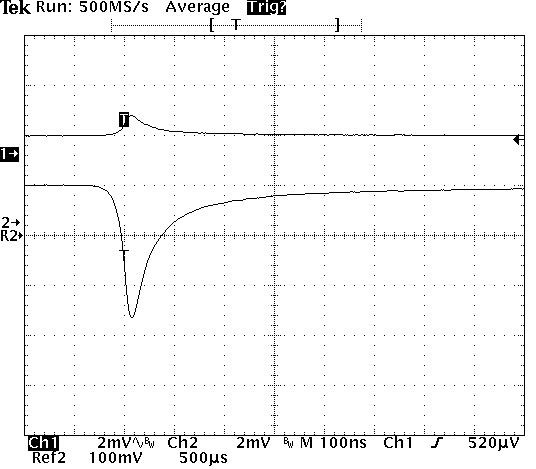 Tek Run: 500MS/s Average Trig?
[ T ]
T
1
2
R2
T
Ch1 2mV∿BW Ch2 2mV BW M 100ns Ch1 ƒ 520µV
Ref2 100mV 500µs